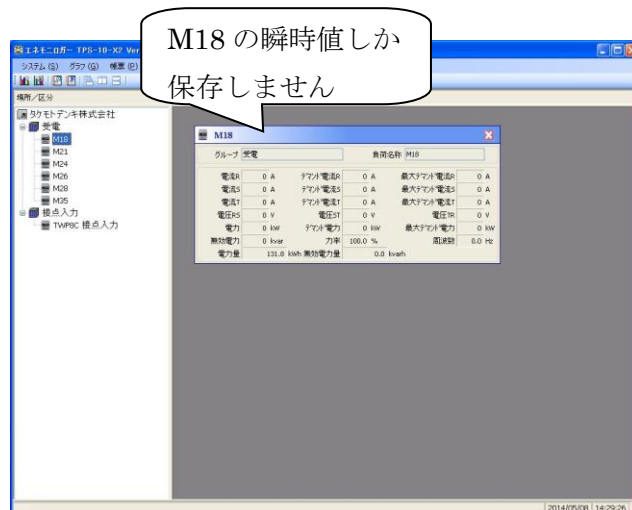 M18 の瞬時値しか
保存しません
エネモニロガー TPS-10-X2 Ver
システム(S) グラフ(G) 帳票(P)
場所/区分
タケモトデンキ株式会社
受電
M18
M21
M24
M26
M28
M35
接点入力
TWP8C 接点入力
M18
グループ 受電 負荷名称 M18
電流R 0 A デマンド電流R 0 A 最大デマンド電流R 0 A
電流S 0 A デマンド電流S 0 A 最大デマンド電流S 0 A
電流T 0 A デマンド電流T 0 A 最大デマンド電流T 0 A
電圧RS 0 V 電圧ST 0 V 電圧TR 0 V
電力 0 kW デマンド電力 0 kW 最大デマンド電力 0 kW
無効電力 0 kvar 力率 100.0 % 周波数 0.0 Hz
電力量 131.0 kWh 無効電力量 0.0 kvarh
2014/05/08 14:29:26